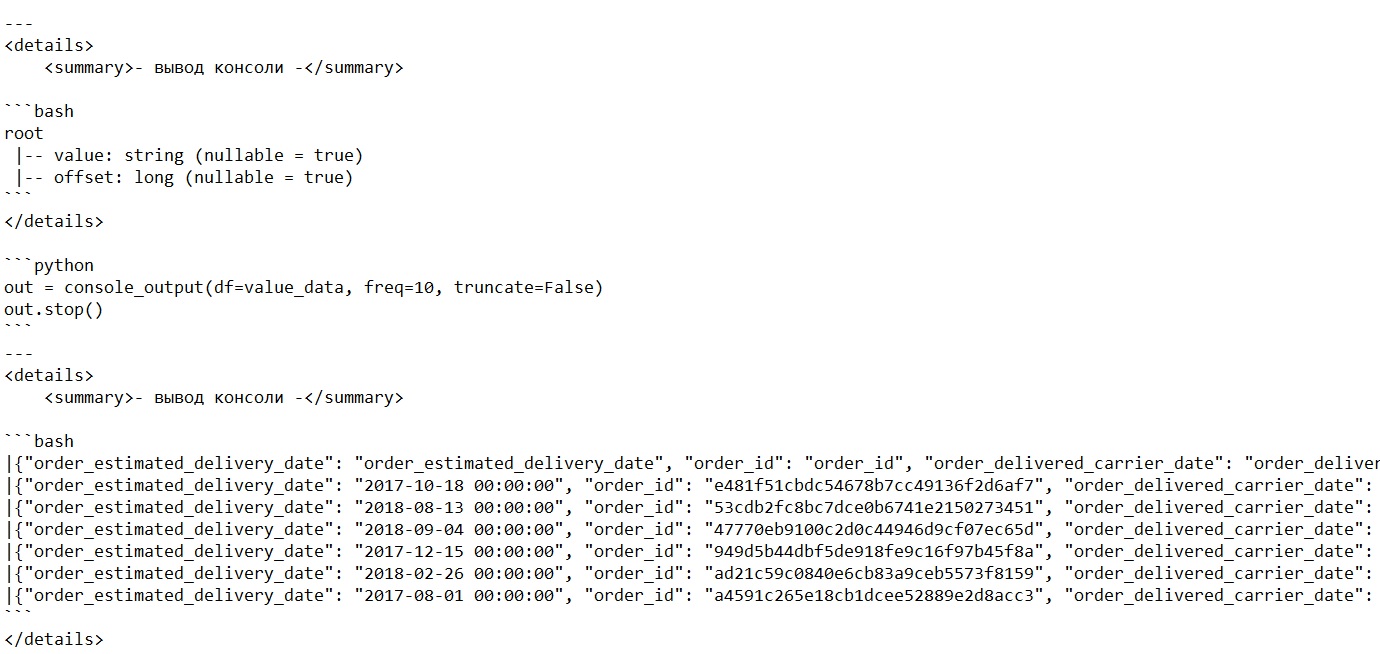 ---
<details>
    <summary>- вывод консоли -</summary>

```bash
root
 |-- value: string (nullable = true)
 |-- offset: long (nullable = true)
```
</details>

```python
out = console_output(df=value_data, freq=10, truncate=False)
out.stop()
```
---
<details>
    <summary>- вывод консоли -</summary>

```bash
|{"order_estimated_delivery_date": "order_estimated_delivery_date", "order_id": "order_id", "order_delivered_carrier_date": "order_deliver
|{"order_estimated_delivery_date": "2017-10-18 00:00:00", "order_id": "e481f51cbdc54678b7cc49136f2d6af7", "order_delivered_carrier_date":
|{"order_estimated_delivery_date": "2018-08-13 00:00:00", "order_id": "53cdb2fc8bc7dce0b6741e2150273451", "order_delivered_carrier_date":
|{"order_estimated_delivery_date": "2018-09-04 00:00:00", "order_id": "47770eb9100c2d0c44946d9cf07ec65d", "order_delivered_carrier_date":
|{"order_estimated_delivery_date": "2017-12-15 00:00:00", "order_id": "949d5b44dbf5de918fe9c16f97b45f8a", "order_delivered_carrier_date":
|{"order_estimated_delivery_date": "2018-02-26 00:00:00", "order_id": "ad21c59c0840e6cb83a9ceb5573f8159", "order_delivered_carrier_date":
|{"order_estimated_delivery_date": "2017-08-01 00:00:00", "order_id": "a4591c265e18cb1dcee52889e2d8acc3", "order_delivered_carrier_date":
```
</details>